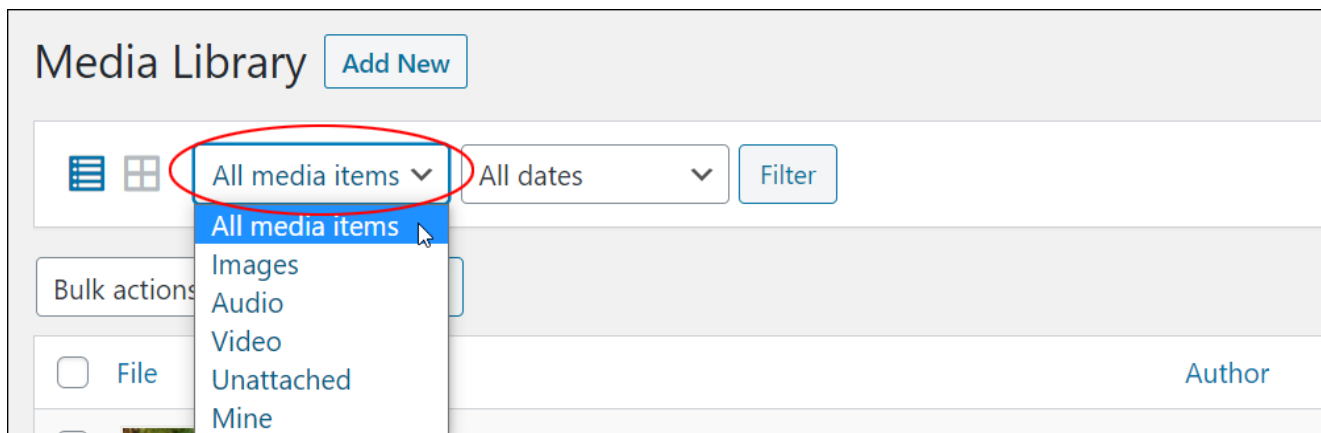 Media Library Add New
All media items All dates Filter
All media items
Images
Bulk actions
Audio
Video
File Author
Unattached
Mine